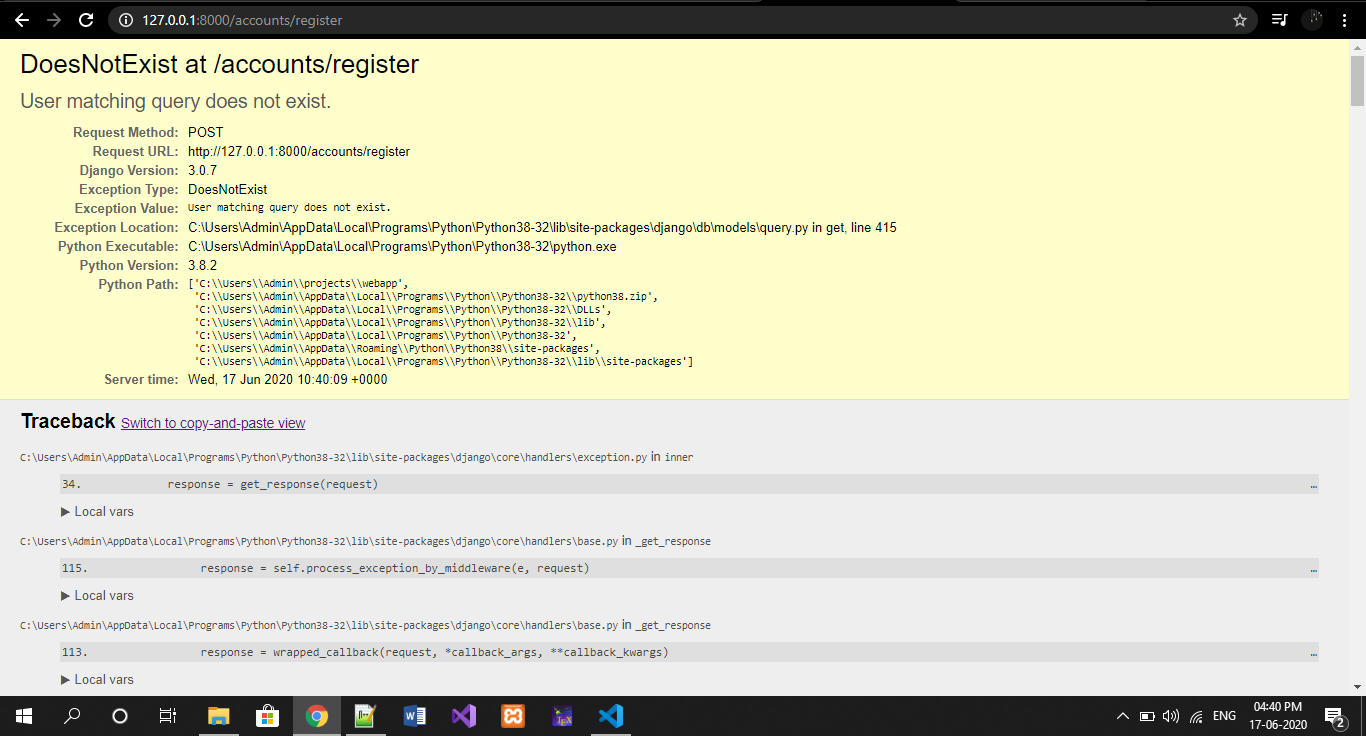 127.0.0.1:8000/accounts/register
DoesNotExist at /accounts/register
User matching query does not exist.
Request Method: POST
Request URL: http://127.0.0.1:8000/accounts/register
Django Version: 3.0.7
Exception Type: DoesNotExist
Exception Value: User matching query does not exist.
Exception Location: C:\Users\Admin\AppData\Local\Programs\Python\Python38-32\lib\site-packages\django\db\models\query.py in get, line 415
Python Executable: C:\Users\Admin\AppData\Local\Programs\Python\Python38-32\python.exe
Python Version: 3.8.2
Python Path: ['C:\\Users\\Admin\\projects\\webapp',
'C:\\Users\\Admin\\AppData\\Local\\Programs\\Python\\Python38-32\\python38.zip',
'C:\\Users\\Admin\\AppData\\Local\\Programs\\Python\\Python38-32\\DLLs',
'C:\\Users\\Admin\\AppData\\Local\\Programs\\Python\\Python38-32\\lib',
'C:\\Users\\Admin\\AppData\\Local\\Programs\\Python\\Python38-32',
'C:\\Users\\Admin\\AppData\\Roaming\\Python\\Python38\\site-packages',
'C:\\Users\\Admin\\AppData\\Local\\Programs\\Python\\Python38-32\\lib\\site-packages']
Server time: Wed, 17 Jun 2020 10:40:09 +0000
Traceback Switch to copy-and-paste view
C:\Users\Admin\AppData\Local\Programs\Python\Python38-32\lib\site-packages\django\core\handlers\exception.py in inner
34. response = get_response(request) …
▶ Local vars
C:\Users\Admin\AppData\Local\Programs\Python\Python38-32\lib\site-packages\django\core\handlers\base.py in _get_response
115. response = self.process_exception_by_middleware(e, request) …
▶ Local vars
C:\Users\Admin\AppData\Local\Programs\Python\Python38-32\lib\site-packages\django\core\handlers\base.py in _get_response
113. response = wrapped_callback(request, *callback_args, **callback_kwargs) …
▶ Local vars
TEX
ENG
04:40 PM
17-06-2020
2